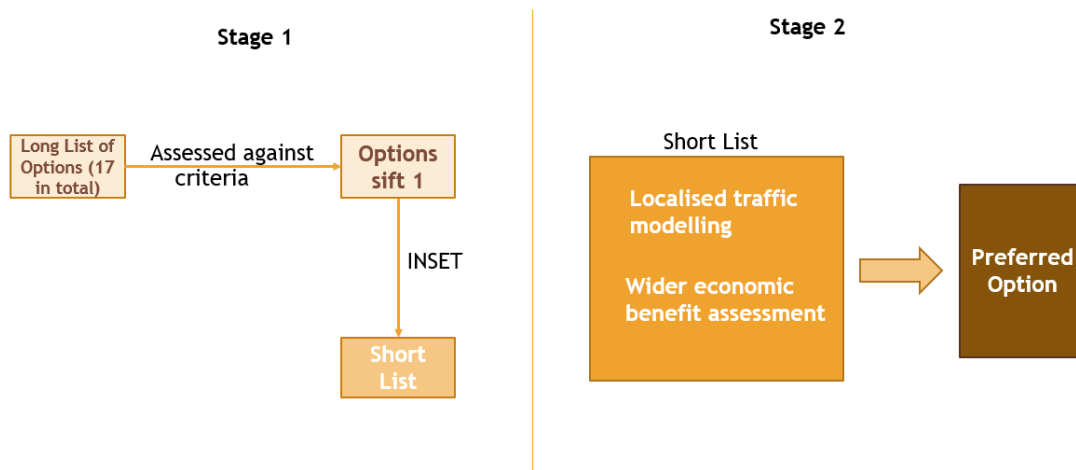 Stage 1
Long List of
Options (17
in total)
Assessed against
criteria
Options
sift 1
INSET
Short
List
Stage 2
Short List
Localised traffic
modelling
Wider economic
benefit assessment
Preferred
Option